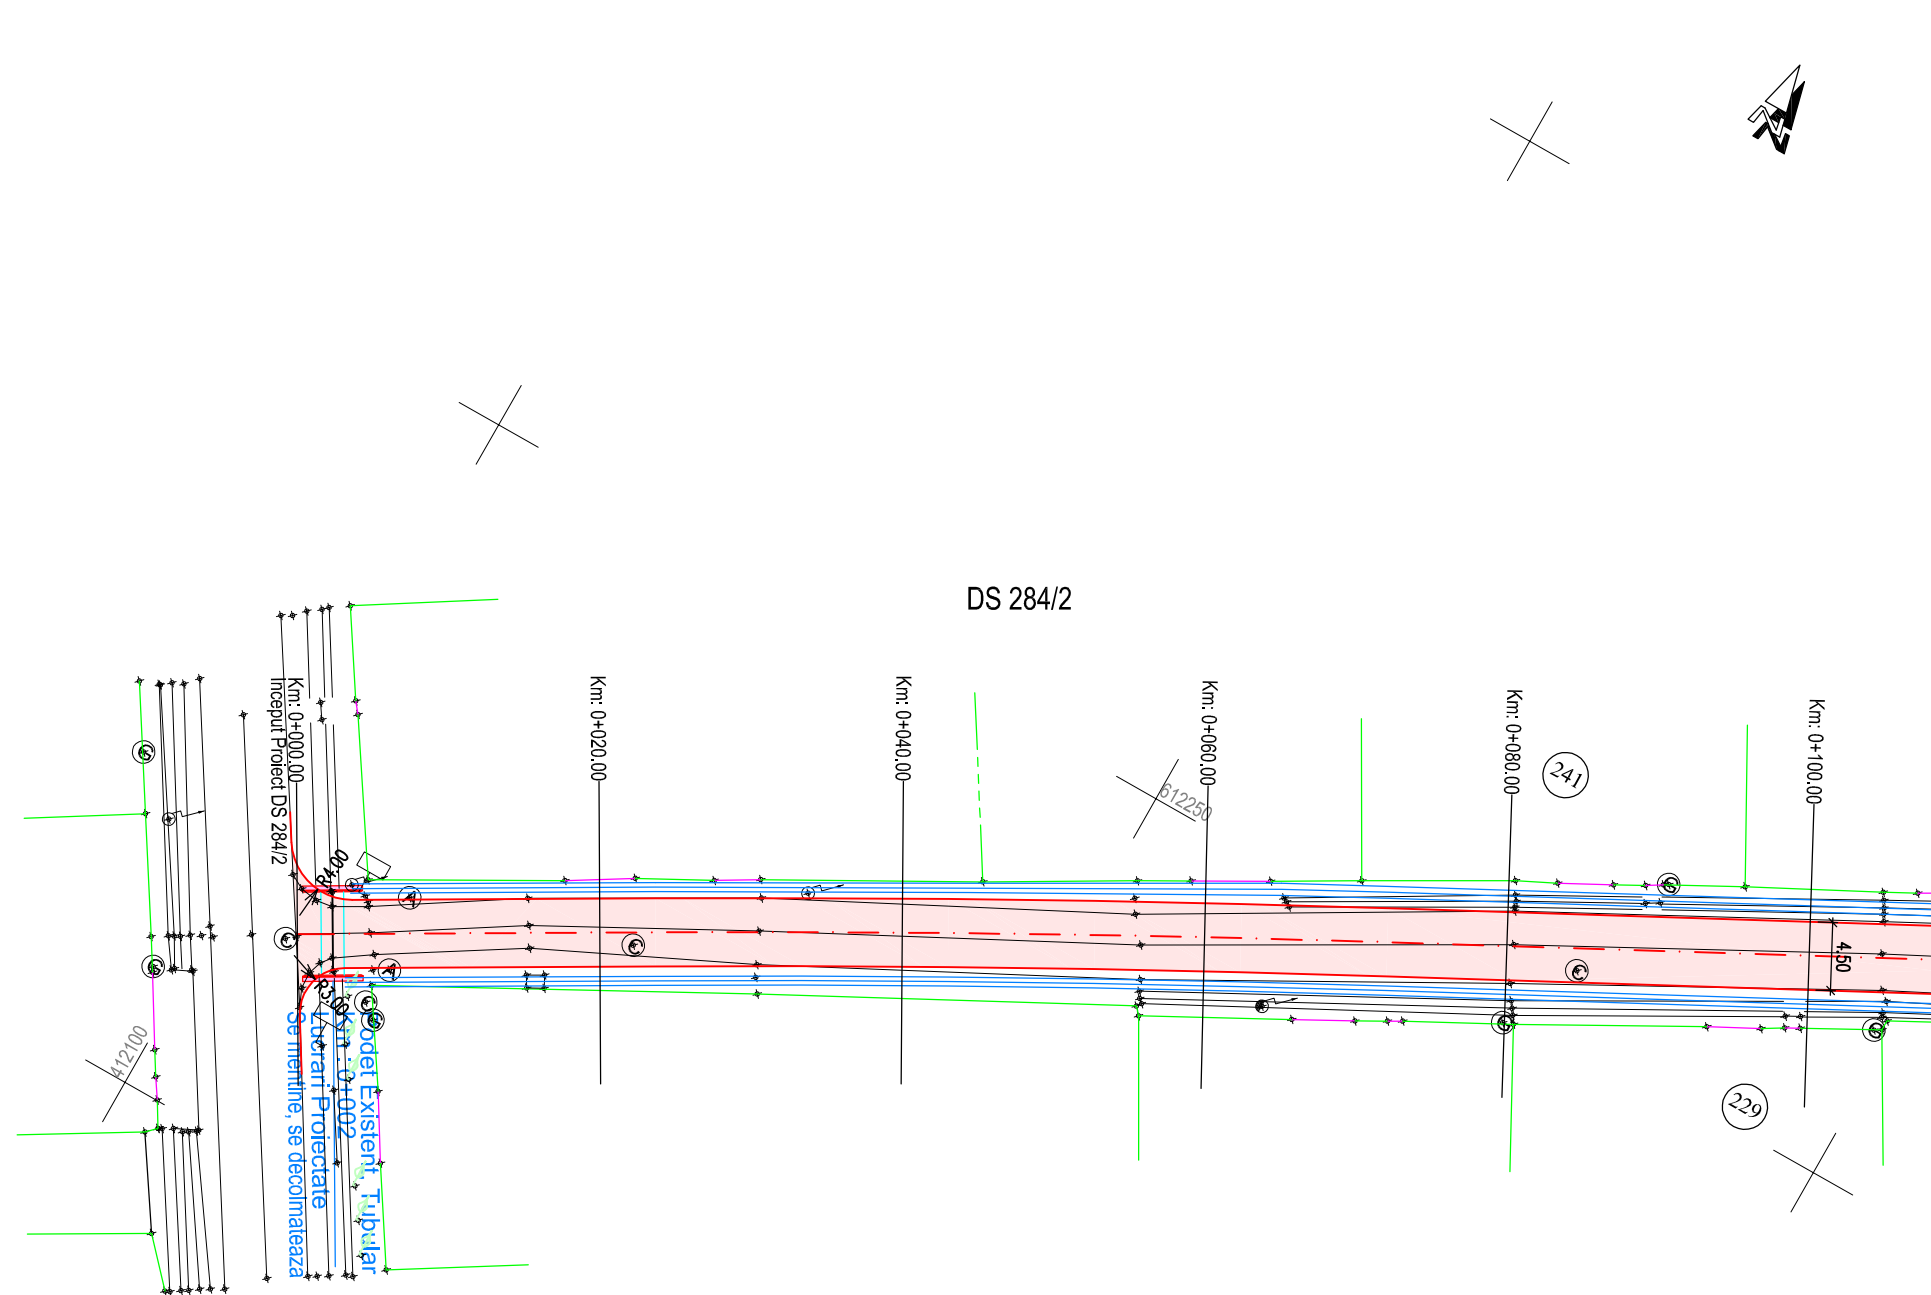 DS 284/2
Km: 0+000.00
Inceput Proiect DS 284/2
Km: 0+020.00
Km: 0+040.00
Km: 0+060.00
Km: 0+080.00
Km: 0+100.00
612250
241
R4.00
A
A
C
C
C
4.50
R5.00
412100
229
Podet Existent, Tubular
Km : 0+002
Lucrari Proiectate
Se mentine, se decolmateaza